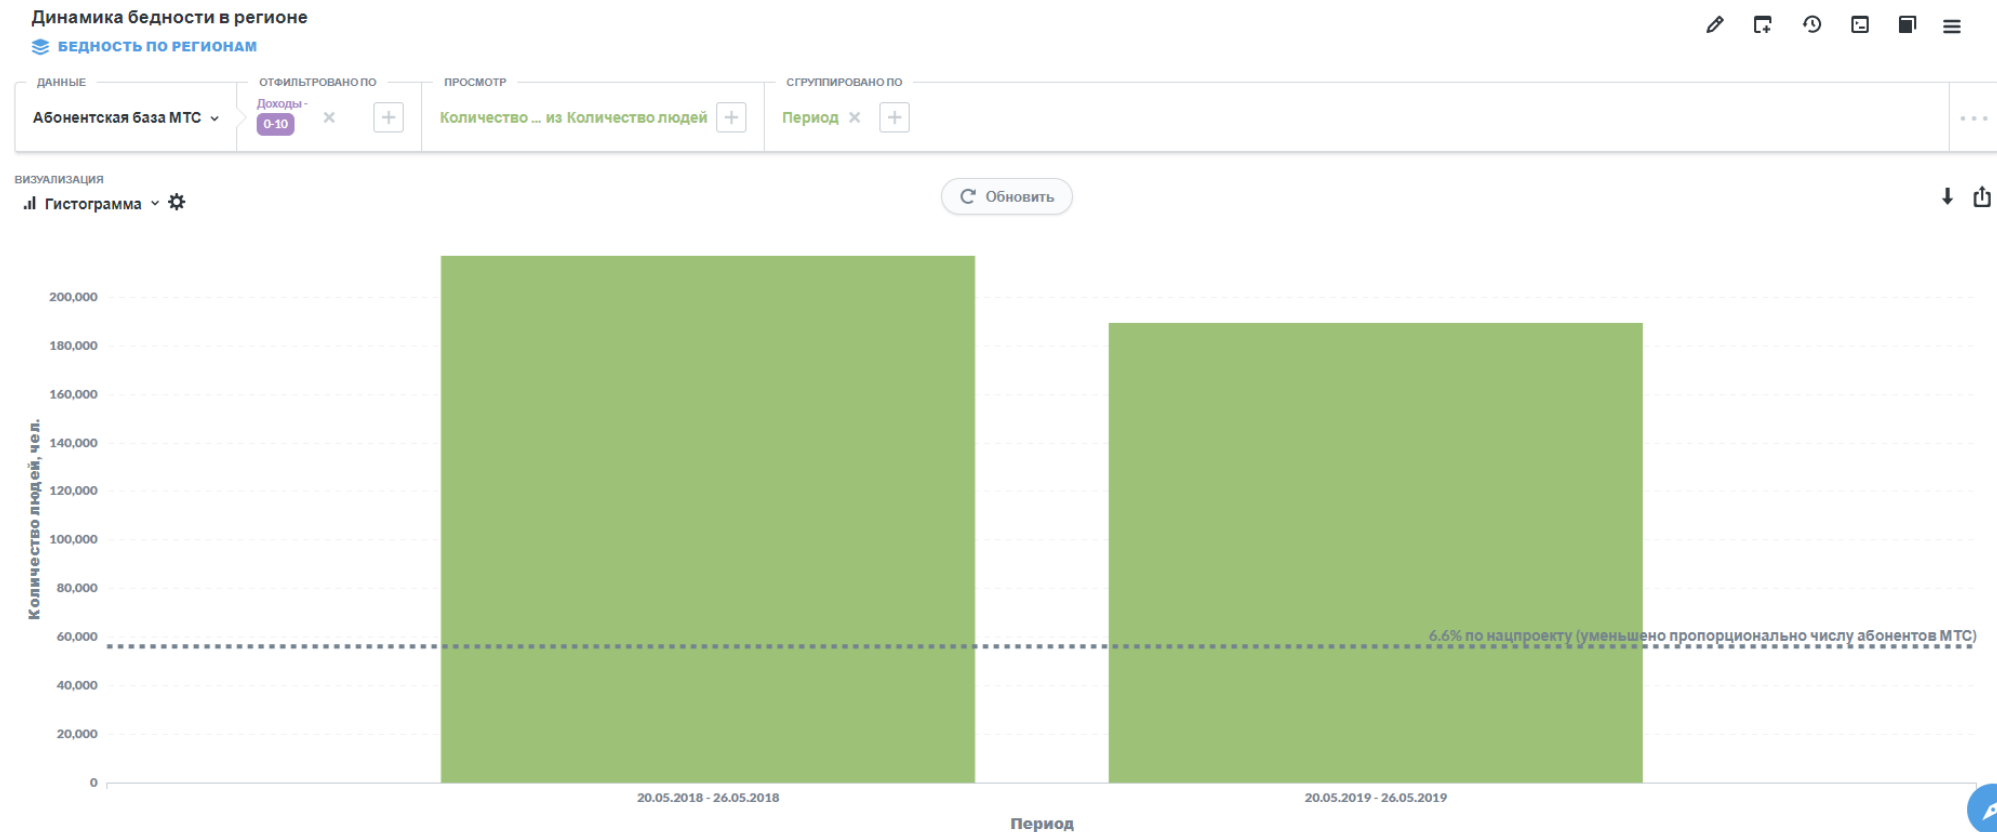 Динамика бедности в регионе
БЕДНОСТЬ ПО РЕГИОНАМ
ДАННЫЕ
ОТФИЛЬТРОВАНО ПО
ПРОСМОТР
СГРУППИРОВАНО ПО
Абонентская база МТС
Доходы -
0-10
Количество ... из Количество людей
Период
ВИЗУАЛИЗАЦИЯ
Гистограмма
Обновить
200,000
180,000
160,000
140,000
120,000
100,000
80,000
60,000
40,000
20,000
0
Количество людей, чел.
6.6% по нацпроекту (уменьшено пропорционально числу абонентов МТС)
20.05.2018 - 26.05.2018
20.05.2019 - 26.05.2019
Период